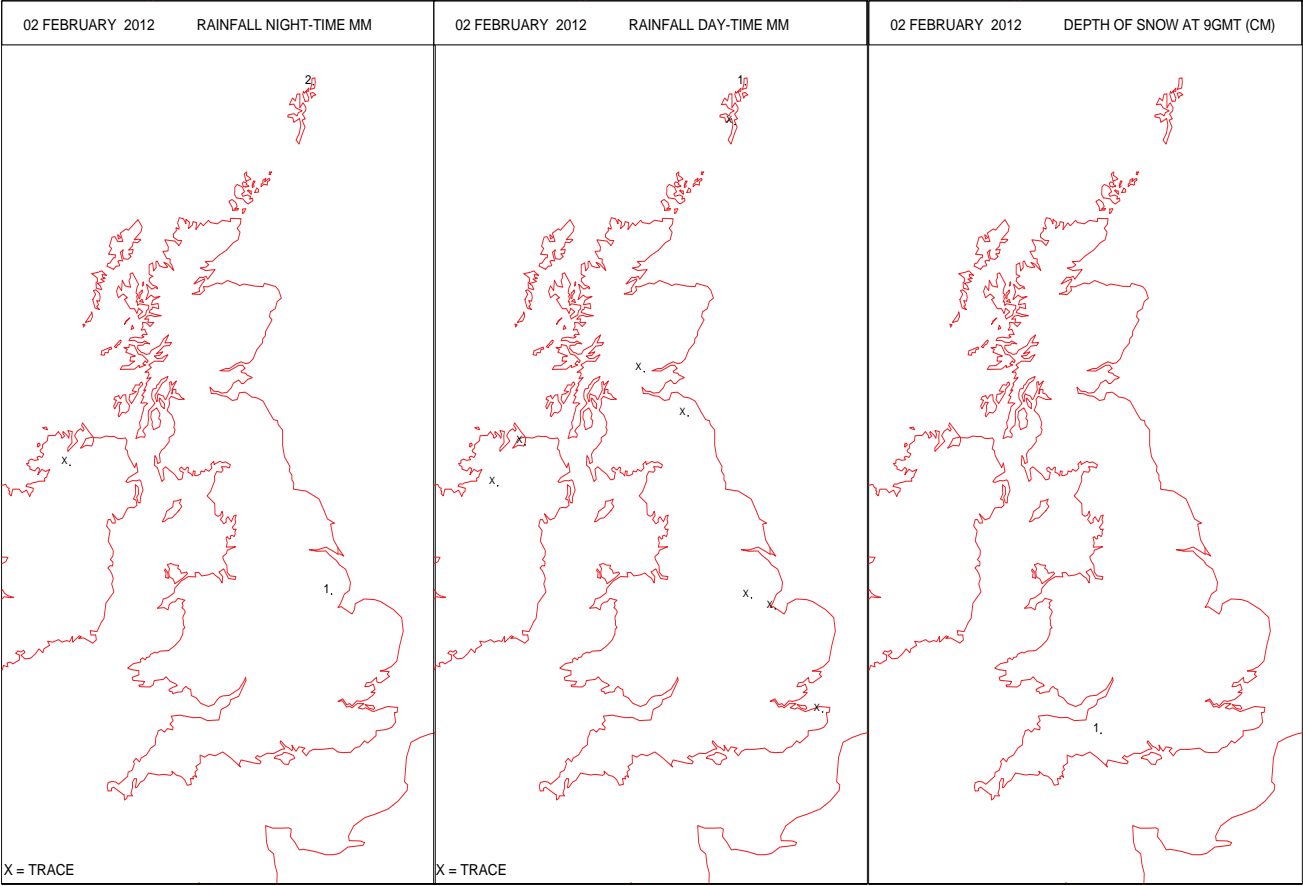 02 FEBRUARY 2012 RAINFALL NIGHT-TIME MM
2.
x.
1.
X = TRACE
02 FEBRUARY 2012 RAINFALL DAY-TIME MM
1.
x.
x.
x.
x.
x.
x.
x.
x.
X = TRACE
02 FEBRUARY 2012 DEPTH OF SNOW AT 9GMT (CM)
1.